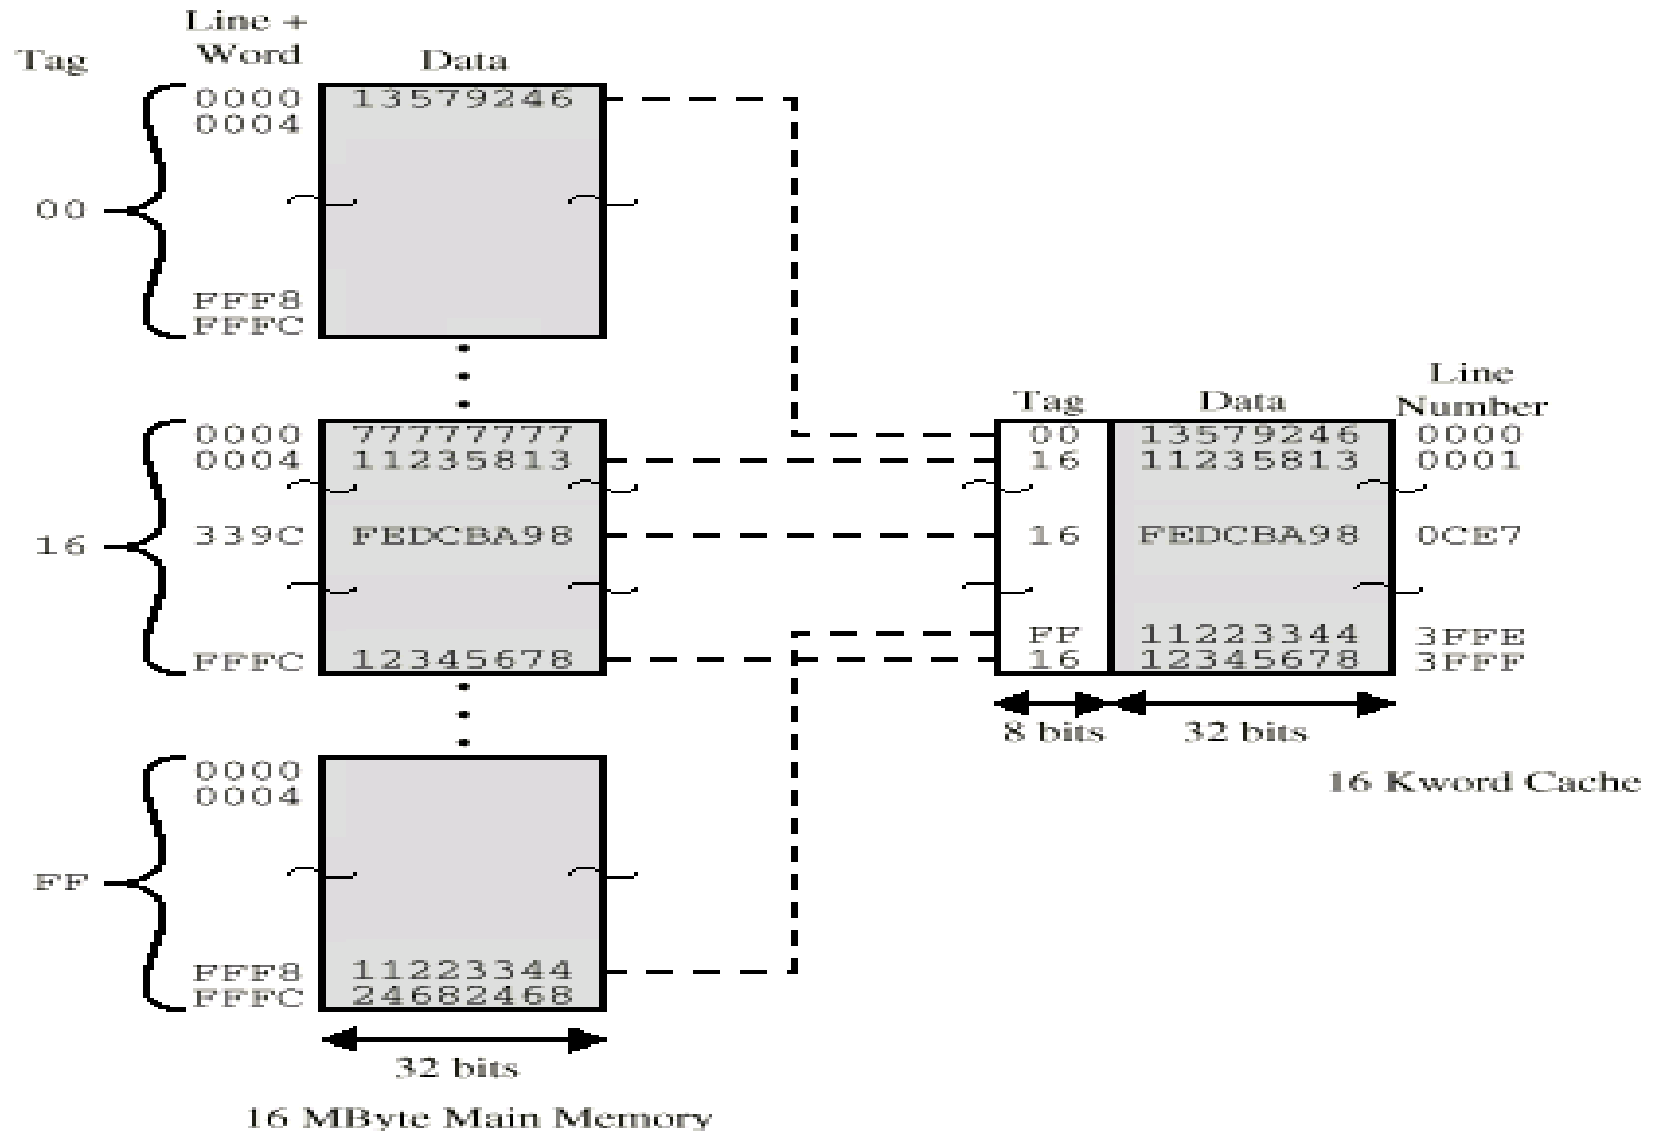 Line +
Tag Word Data
0000 13579246
0004
00
FFF8
FFFC
Line
Tag Data Number
0000 77777777 00 13579246 0000
0004 11235813 16 11235813 0001
16 339C FEDCBA98 16 FEDCBA98 0CE7
FF 11223344 3FFE
FFFC 12345678 16 12345678 3FFF
8 bits 32 bits
0000
0004
16 Kword Cache
FF
FFF8 11223344
FFFC 24682468
32 bits
16 MByte Main Memory